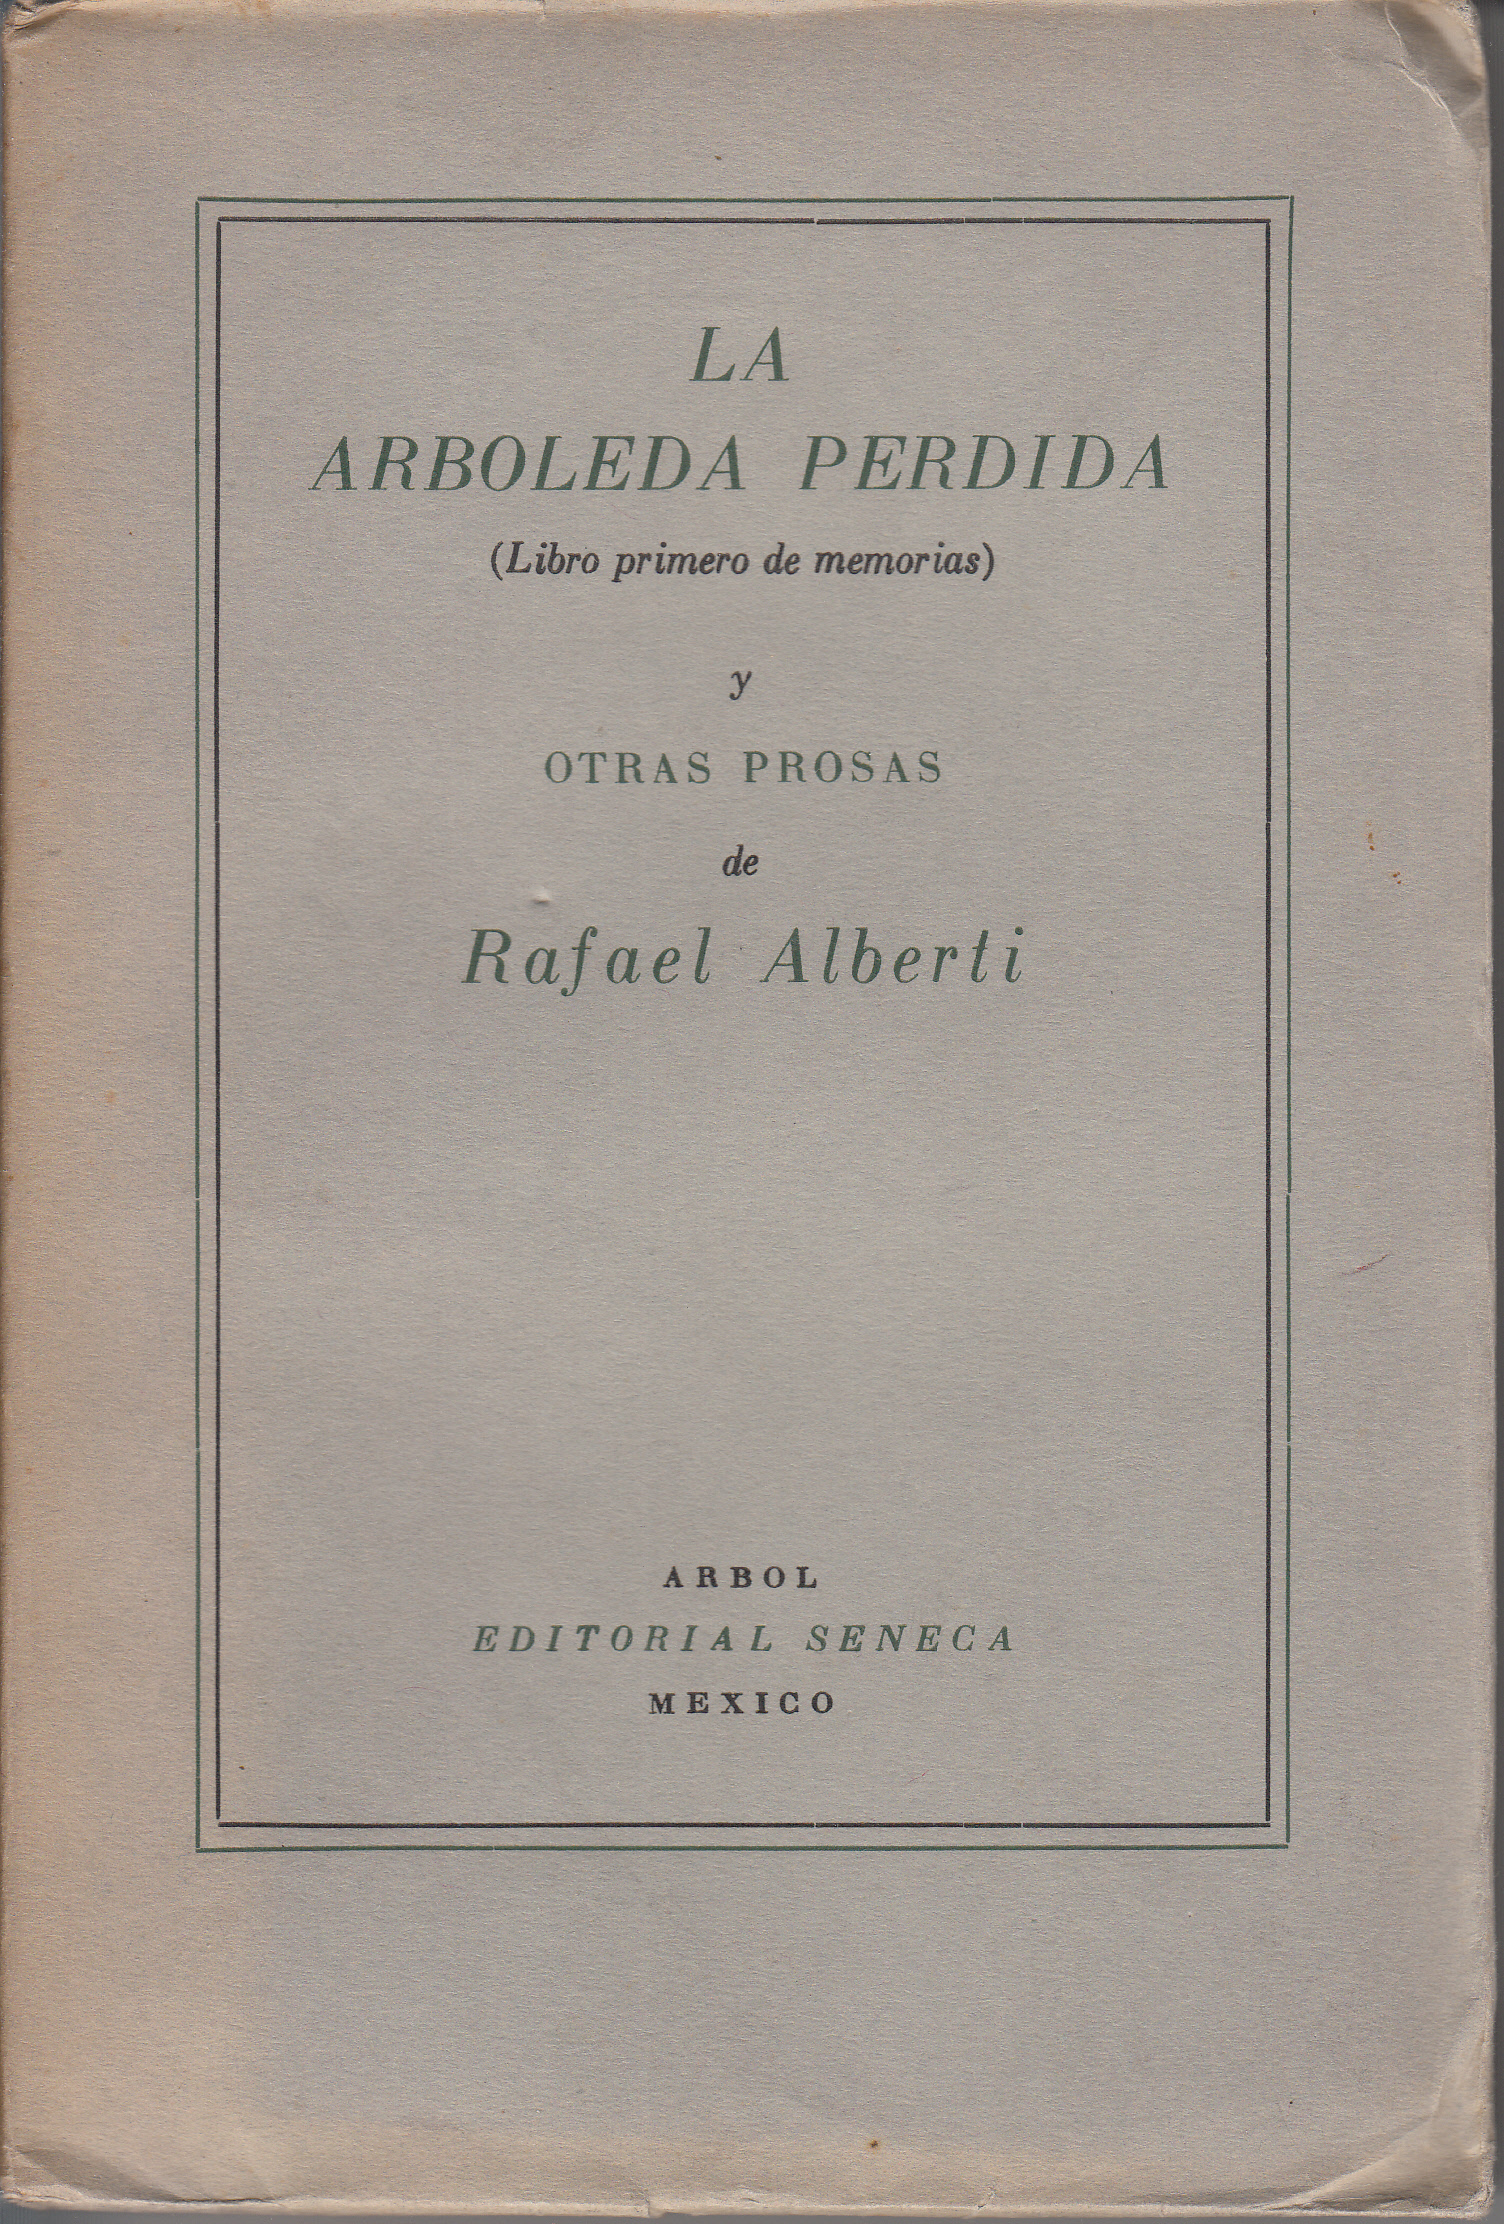 LA
ARBOLEDA PERDIDA
(Libro primero de memorias)
y
OTRAS PROSAS
de
Rafael Alberti
ARBOL
EDITORIAL SENECA
MEXICO